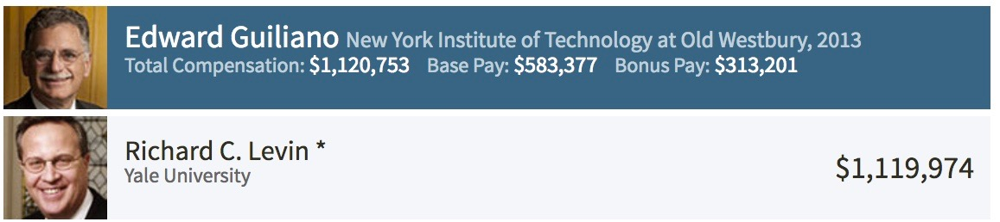 Edward Guiliano New York Institute of Technology at Old Westbury, 2013
Total Compensation: $1,120,753 Base Pay: $583,377 Bonus Pay: $313,201
Richard C. Levin *
Yale University
$1,119,974